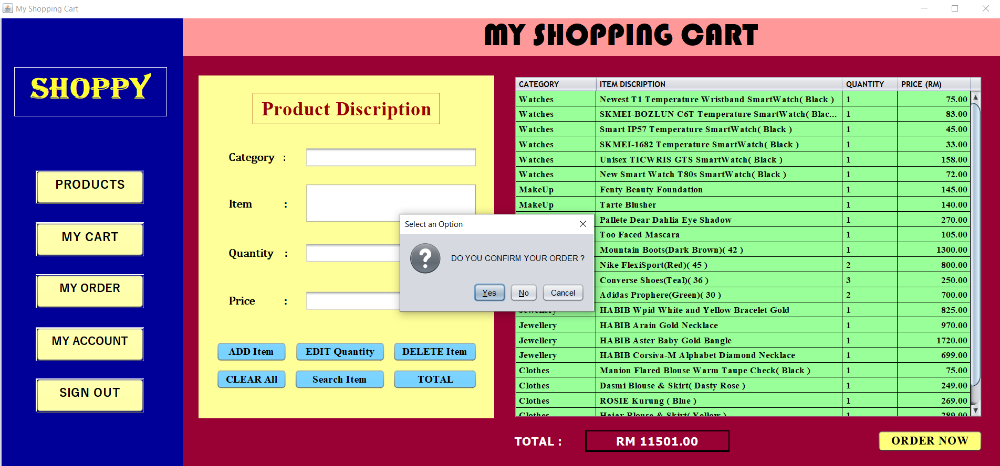 My Shopping Cart
MY SHOPPING CART
SHOPPY
PRODUCTS
MY CART
MY ORDER
MY ACCOUNT
SIGN OUT
Product Discription
Category :
Item :
Quantity :
Price :
ADD Item EDIT Quantity DELETE Item
CLEAR All Search Item TOTAL
CATEGORY ITEM DISCRIPTION QUANTITY PRICE (RM)
Watches Newest T1 Temperature Wristband SmartWatch( Black ) 1 75.00
Watches SKMEI-BOZLUN C6T Temperature SmartWatch( Blac... 1 83.00
Watches Smart IP57 Temperature SmartWatch( Black ) 1 45.00
Watches SKMEI-1682 Temperature SmartWatch( Black ) 1 33.00
Watches Unisex TICWRIS GTS SmartWatch( Black ) 1 158.00
Watches New Smart Watch T80s SmartWatch( Black ) 1 72.00
MakeUp Fenty Beauty Foundation 1 145.00
MakeUp Tarte Blusher 1 140.00
Pallete Dear Dahlia Eye Shadow 1 270.00
Too Faced Mascara 1 105.00
Mountain Boots(Dark Brown)( 42 ) 1 1300.00
Nike FlexiSport(Red)( 45 ) 2 800.00
Converse Shoes(Teal)( 36 ) 3 250.00
Adidas Prophere(Green)( 30 ) 2 700.00
Jewellery HABIB Wpid White and Yellow Bracelet Gold 1 825.00
Jewellery HABIB Arain Gold Necklace 1 970.00
Jewellery HABIB Aster Baby Gold Bangle 1 1720.00
Jewellery HABIB Corsiva-M Alphabet Diamond Necklace 1 699.00
Clothes Manion Flared Blouse Warm Taupe Check( Black ) 1 75.00
Clothes Dasmi Blouse & Skirt( Dasty Rose ) 1 249.00
Clothes ROSIE Kurung ( Blue ) 1 269.00
Clothes Hajar Blouse & Skirt( Yellow ) 1 289.00
Select an Option
DO YOU CONFIRM YOUR ORDER ?
Yes No Cancel
TOTAL : RM 11501.00
ORDER NOW